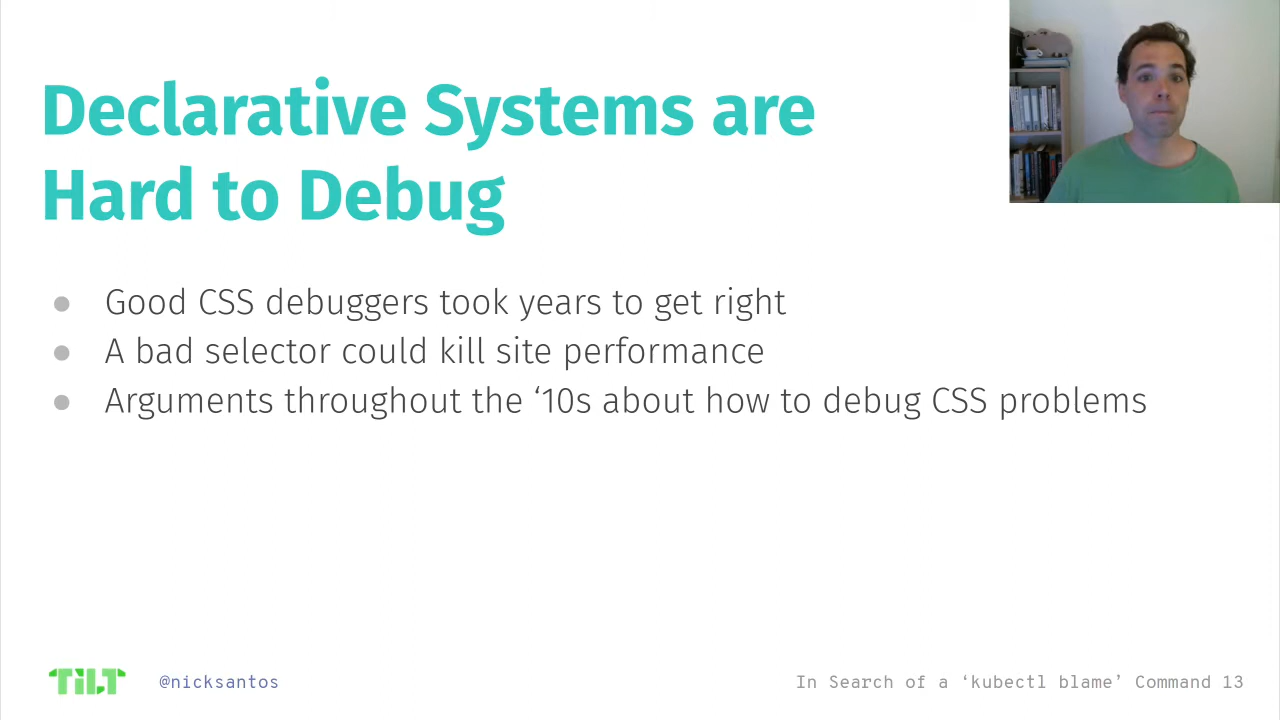 Declarative Systems are
Hard to Debug
● Good CSS debuggers took years to get right
● A bad selector could kill site performance
● Arguments throughout the ‘10s about how to debug CSS problems
TiLT @nicksantos In Search of a ‘kubectl blame’ Command 13